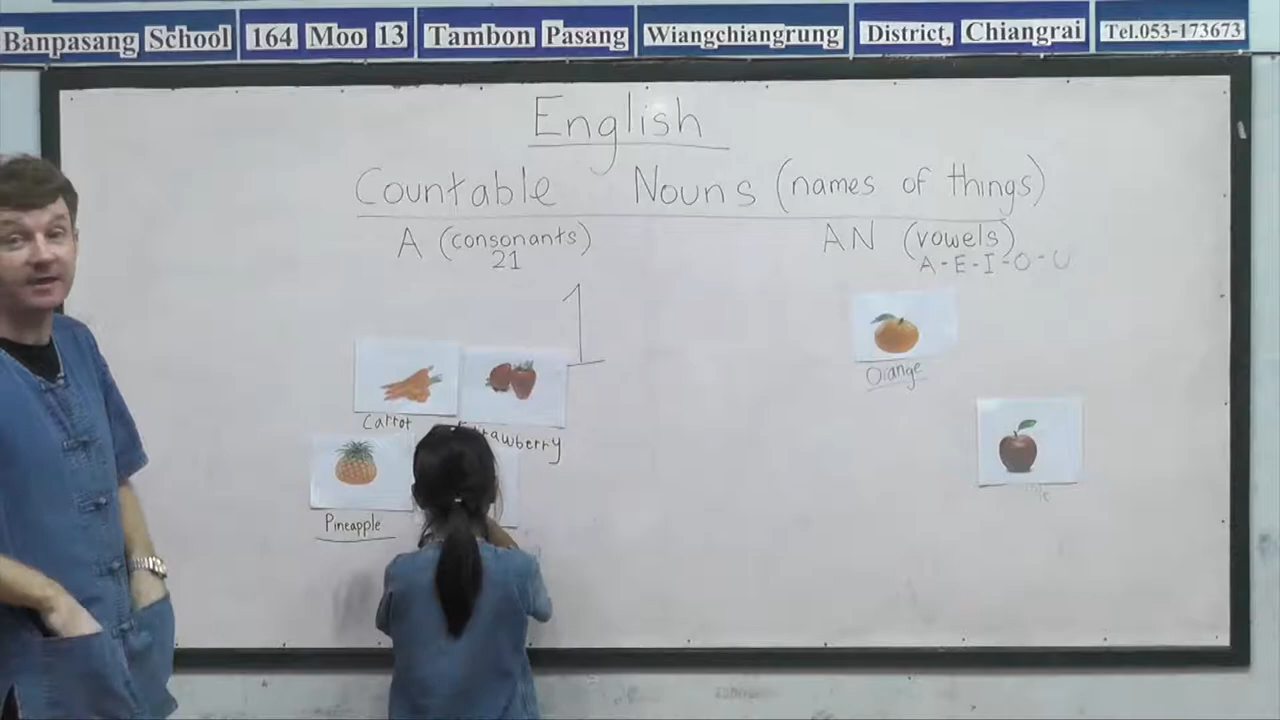 Banpasang School 164 Moo 13 Tambon Pasang Wiangchiangrung District, Chiangrai Tel.053-173673
English
Countable Nouns (names of things)
A (consonants) AN (vowels)
21 A-E-I-O-U
1
Orange
Carrot
Pineapple